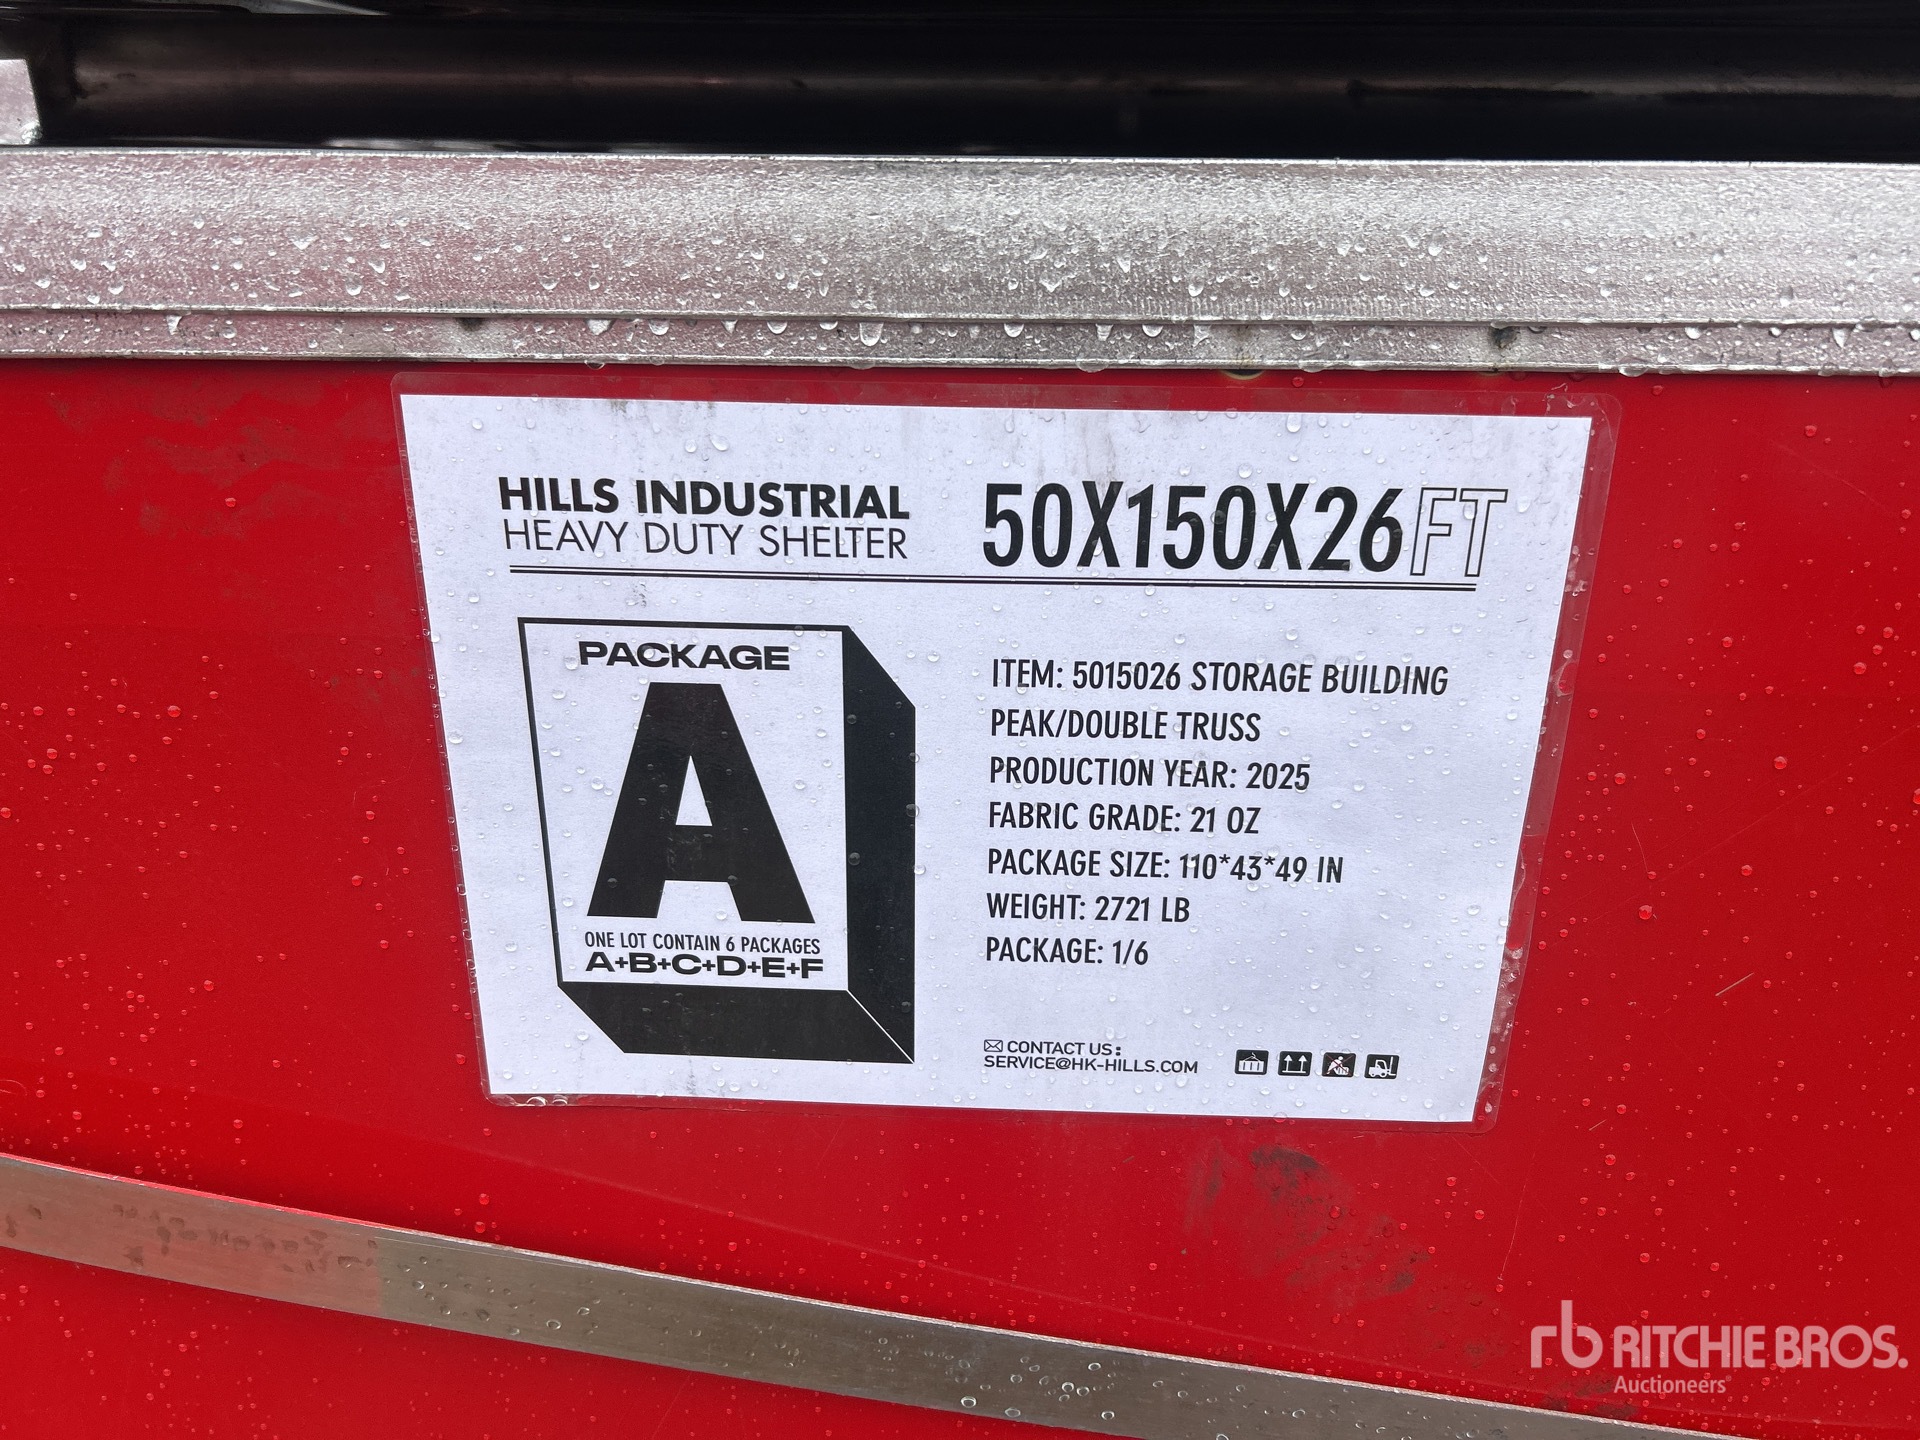 HILLS INDUSTRIAL
HEAVY DUTY SHELTER
50X150X26FT
PACKAGE
A
ONE LOT CONTAIN 6 PACKAGES
A+B+C+D+E+F
ITEM: 5015026 STORAGE BUILDING
PEAK/DOUBLE TRUSS
PRODUCTION YEAR: 2025
FABRIC GRADE: 21 OZ
PACKAGE SIZE: 110*43*49 IN
WEIGHT: 2721 LB
PACKAGE: 1/6
CONTACT US:
SERVICE@HK-HILLS.COM
rb RITCHIE BROS.
Auctioneers